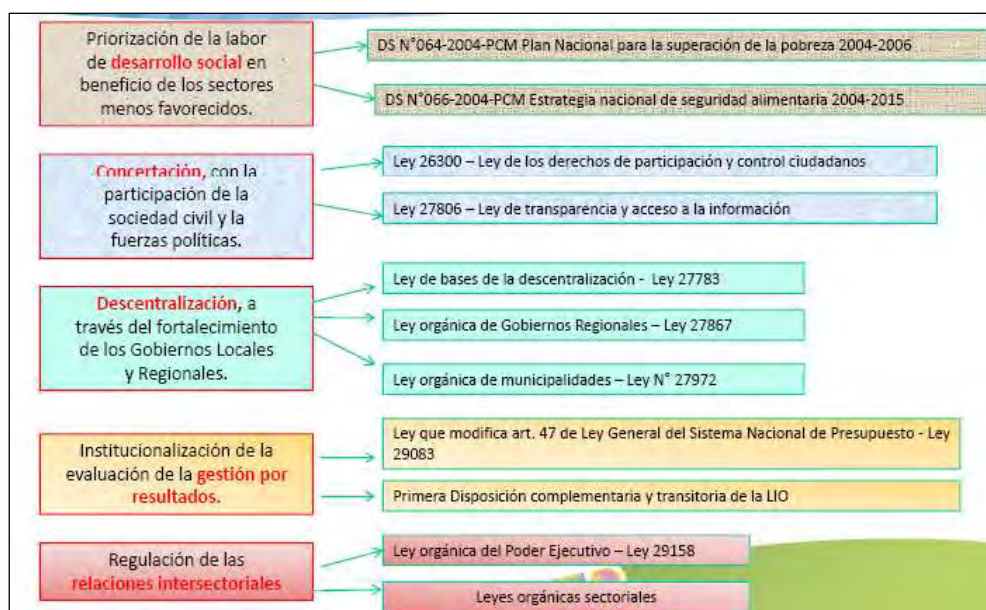 Priorización de la labor
de desarrollo social en
beneficio de los sectores
menos favorecidos.
DS N°064-2004-PCM Plan Nacional para la superación de la pobreza 2004-2006
DS N°066-2004-PCM Estrategia nacional de seguridad alimentaria 2004-2015
Concertación, con la
participación de la
sociedad civil y la
fuerzas políticas.
Ley 26300 – Ley de los derechos de participación y control ciudadanos
Ley 27806 – Ley de transparencia y acceso a la información
Descentralización, a
través del fortalecimiento
de los Gobiernos Locales
y Regionales.
Ley de bases de la descentralización - Ley 27783
Ley orgánica de Gobiernos Regionales – Ley 27867
Ley orgánica de municipalidades – Ley N° 27972
Institucionalización de la
evaluación de la gestión por
resultados.
Ley que modifica art. 47 de Ley General del Sistema Nacional de Presupuesto - Ley
29083
Primera Disposición complementaria y transitoria de la LIO
Regulación de las
relaciones intersectoriales
Ley orgánica del Poder Ejecutivo – Ley 29158
Leyes orgánicas sectoriales